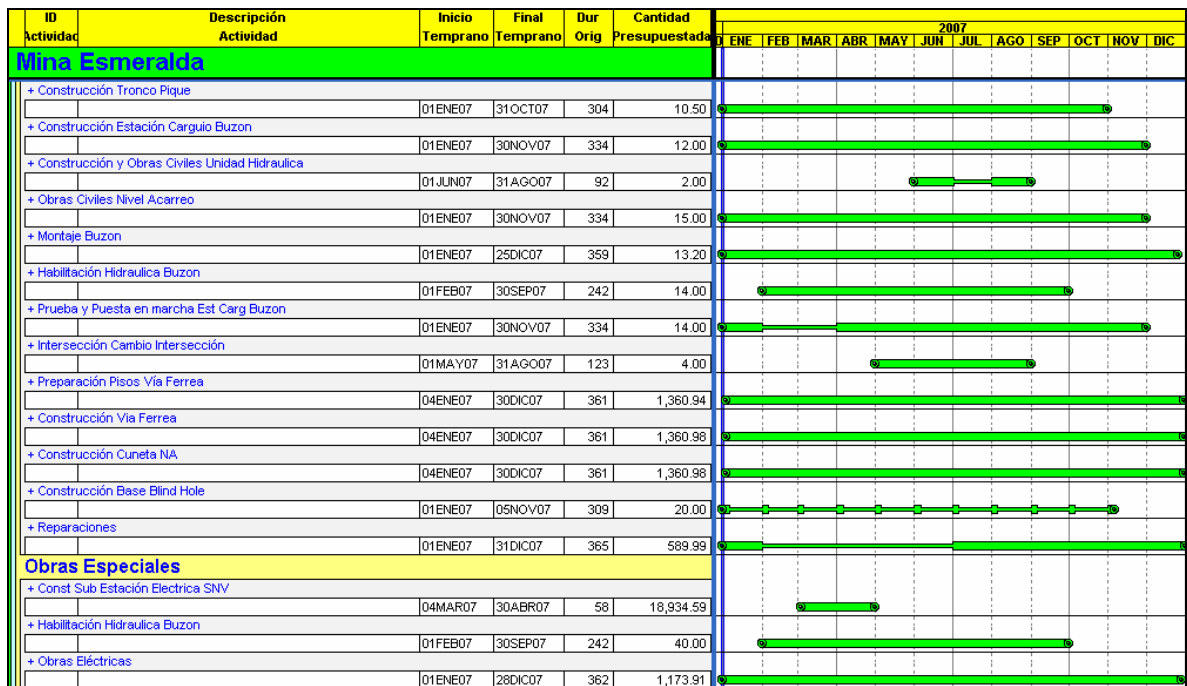 ID Descripción Inicio Final Dur Cantidad
Actividad Actividad Temprano Temprano Orig Presupuestada
2007
D ENE FEB MAR ABR MAY JUN JUL AGO SEP OCT NOV DIC
Mina Esmeralda
+ Construcción Tronco Pique
01ENE07 31OCT07 304 10.50
+ Construcción Estación Carguio Buzon
01ENE07 30NOV07 334 12.00
+ Construcción y Obras Civiles Unidad Hidraulica
01JUN07 31AGO07 92 2.00
+ Obras Civiles Nivel Acarreo
01ENE07 30NOV07 334 15.00
+ Montaje Buzon
01ENE07 25DIC07 359 13.20
+ Habilitación Hidraulica Buzon
01FEB07 30SEP07 242 14.00
+ Prueba y Puesta en marcha Est Carg Buzon
01ENE07 30NOV07 334 14.00
+ Intersección Cambio Intersección
01MAY07 31AGO07 123 4.00
+ Preparación Pisos Vía Ferrea
04ENE07 30DIC07 361 1,360.94
+ Construcción Via Ferrea
04ENE07 30DIC07 361 1,360.98
+ Construcción Cuneta NA
04ENE07 30DIC07 361 1,360.98
+ Construcción Base Blind Hole
01ENE07 05NOV07 309 20.00
+ Reparaciones
01ENE07 31DIC07 365 589.99
Obras Especiales
+ Const Sub Estación Electrica SNV
04MAR07 30ABR07 58 18,934.59
+ Habilitación Hidraulica Buzon
01FEB07 30SEP07 242 40.00
+ Obras Eléctricas
01ENE07 28DIC07 362 1,173.91